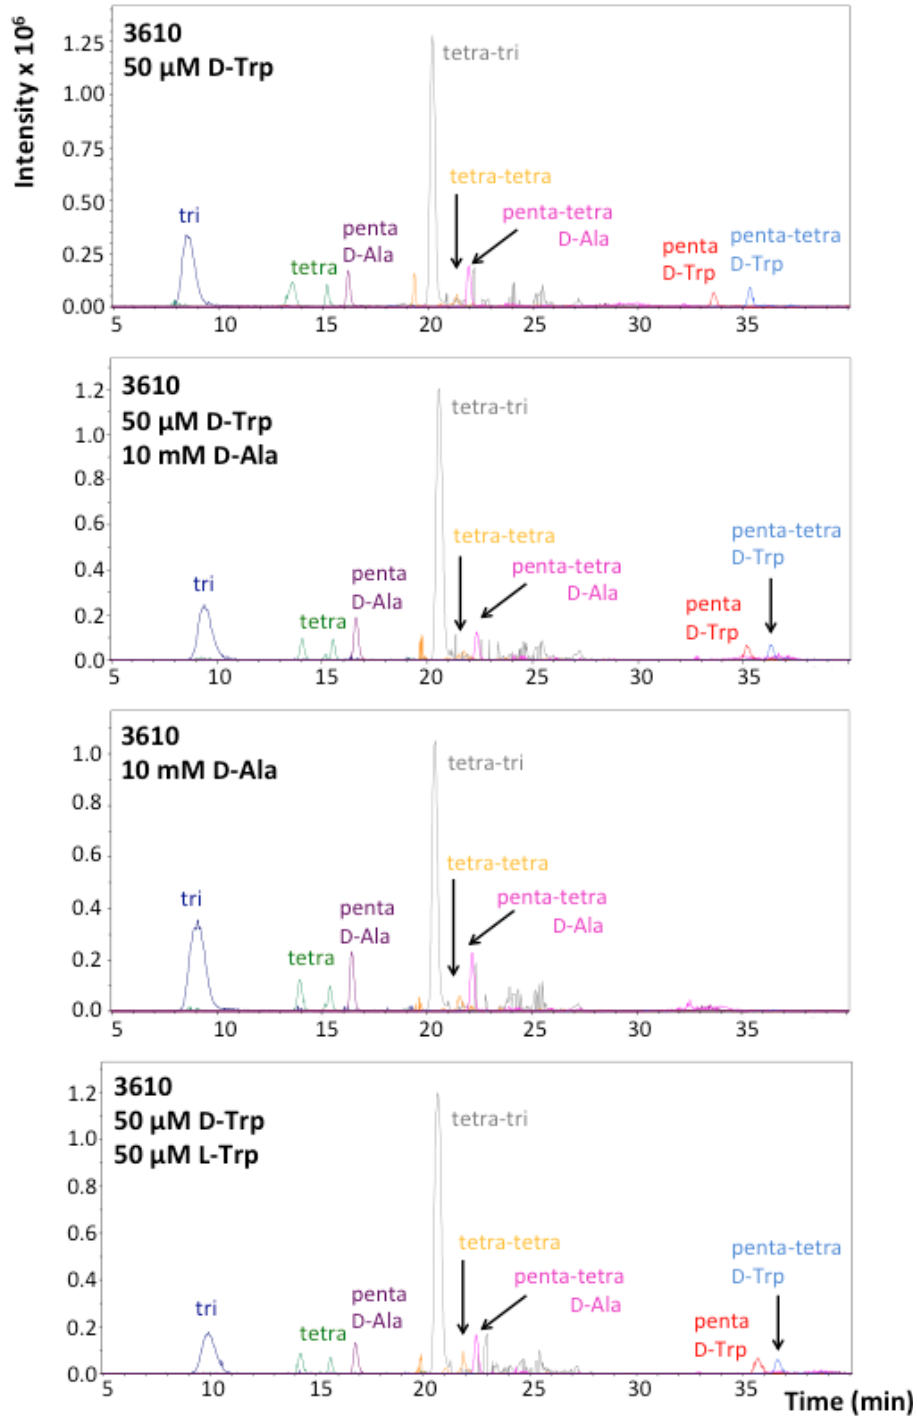 Intensity x 10⁶
3610
50 µM D-Trp
tetra-tri
tetra-tetra
penta-tetra
D-Ala
tri
tetra
penta
D-Ala
penta
D-Trp
penta-tetra
D-Trp
1.25
1.00
0.75
0.50
0.25
0.00
5 10 15 20 25 30 35
3610
50 µM D-Trp
10 mM D-Ala
tetra-tri
tetra-tetra
penta-tetra
D-Ala
tri
tetra
penta
D-Ala
penta
D-Trp
penta-tetra
D-Trp
1.2
1.0
0.8
0.6
0.4
0.2
0.0
5 10 15 20 25 30 35
3610
10 mM D-Ala
tetra-tri
tetra-tetra
penta-tetra
D-Ala
tri
tetra
penta
D-Ala
1.0
0.8
0.6
0.4
0.2
0.0
5 10 15 20 25 30 35
3610
50 µM D-Trp
50 µM L-Trp
tetra-tri
tetra-tetra
penta-tetra
D-Ala
tri
tetra
penta
D-Ala
penta
D-Trp
penta-tetra
D-Trp
1.2
1.0
0.8
0.6
0.4
0.2
0.0
5 10 15 20 25 30 35
Time (min)